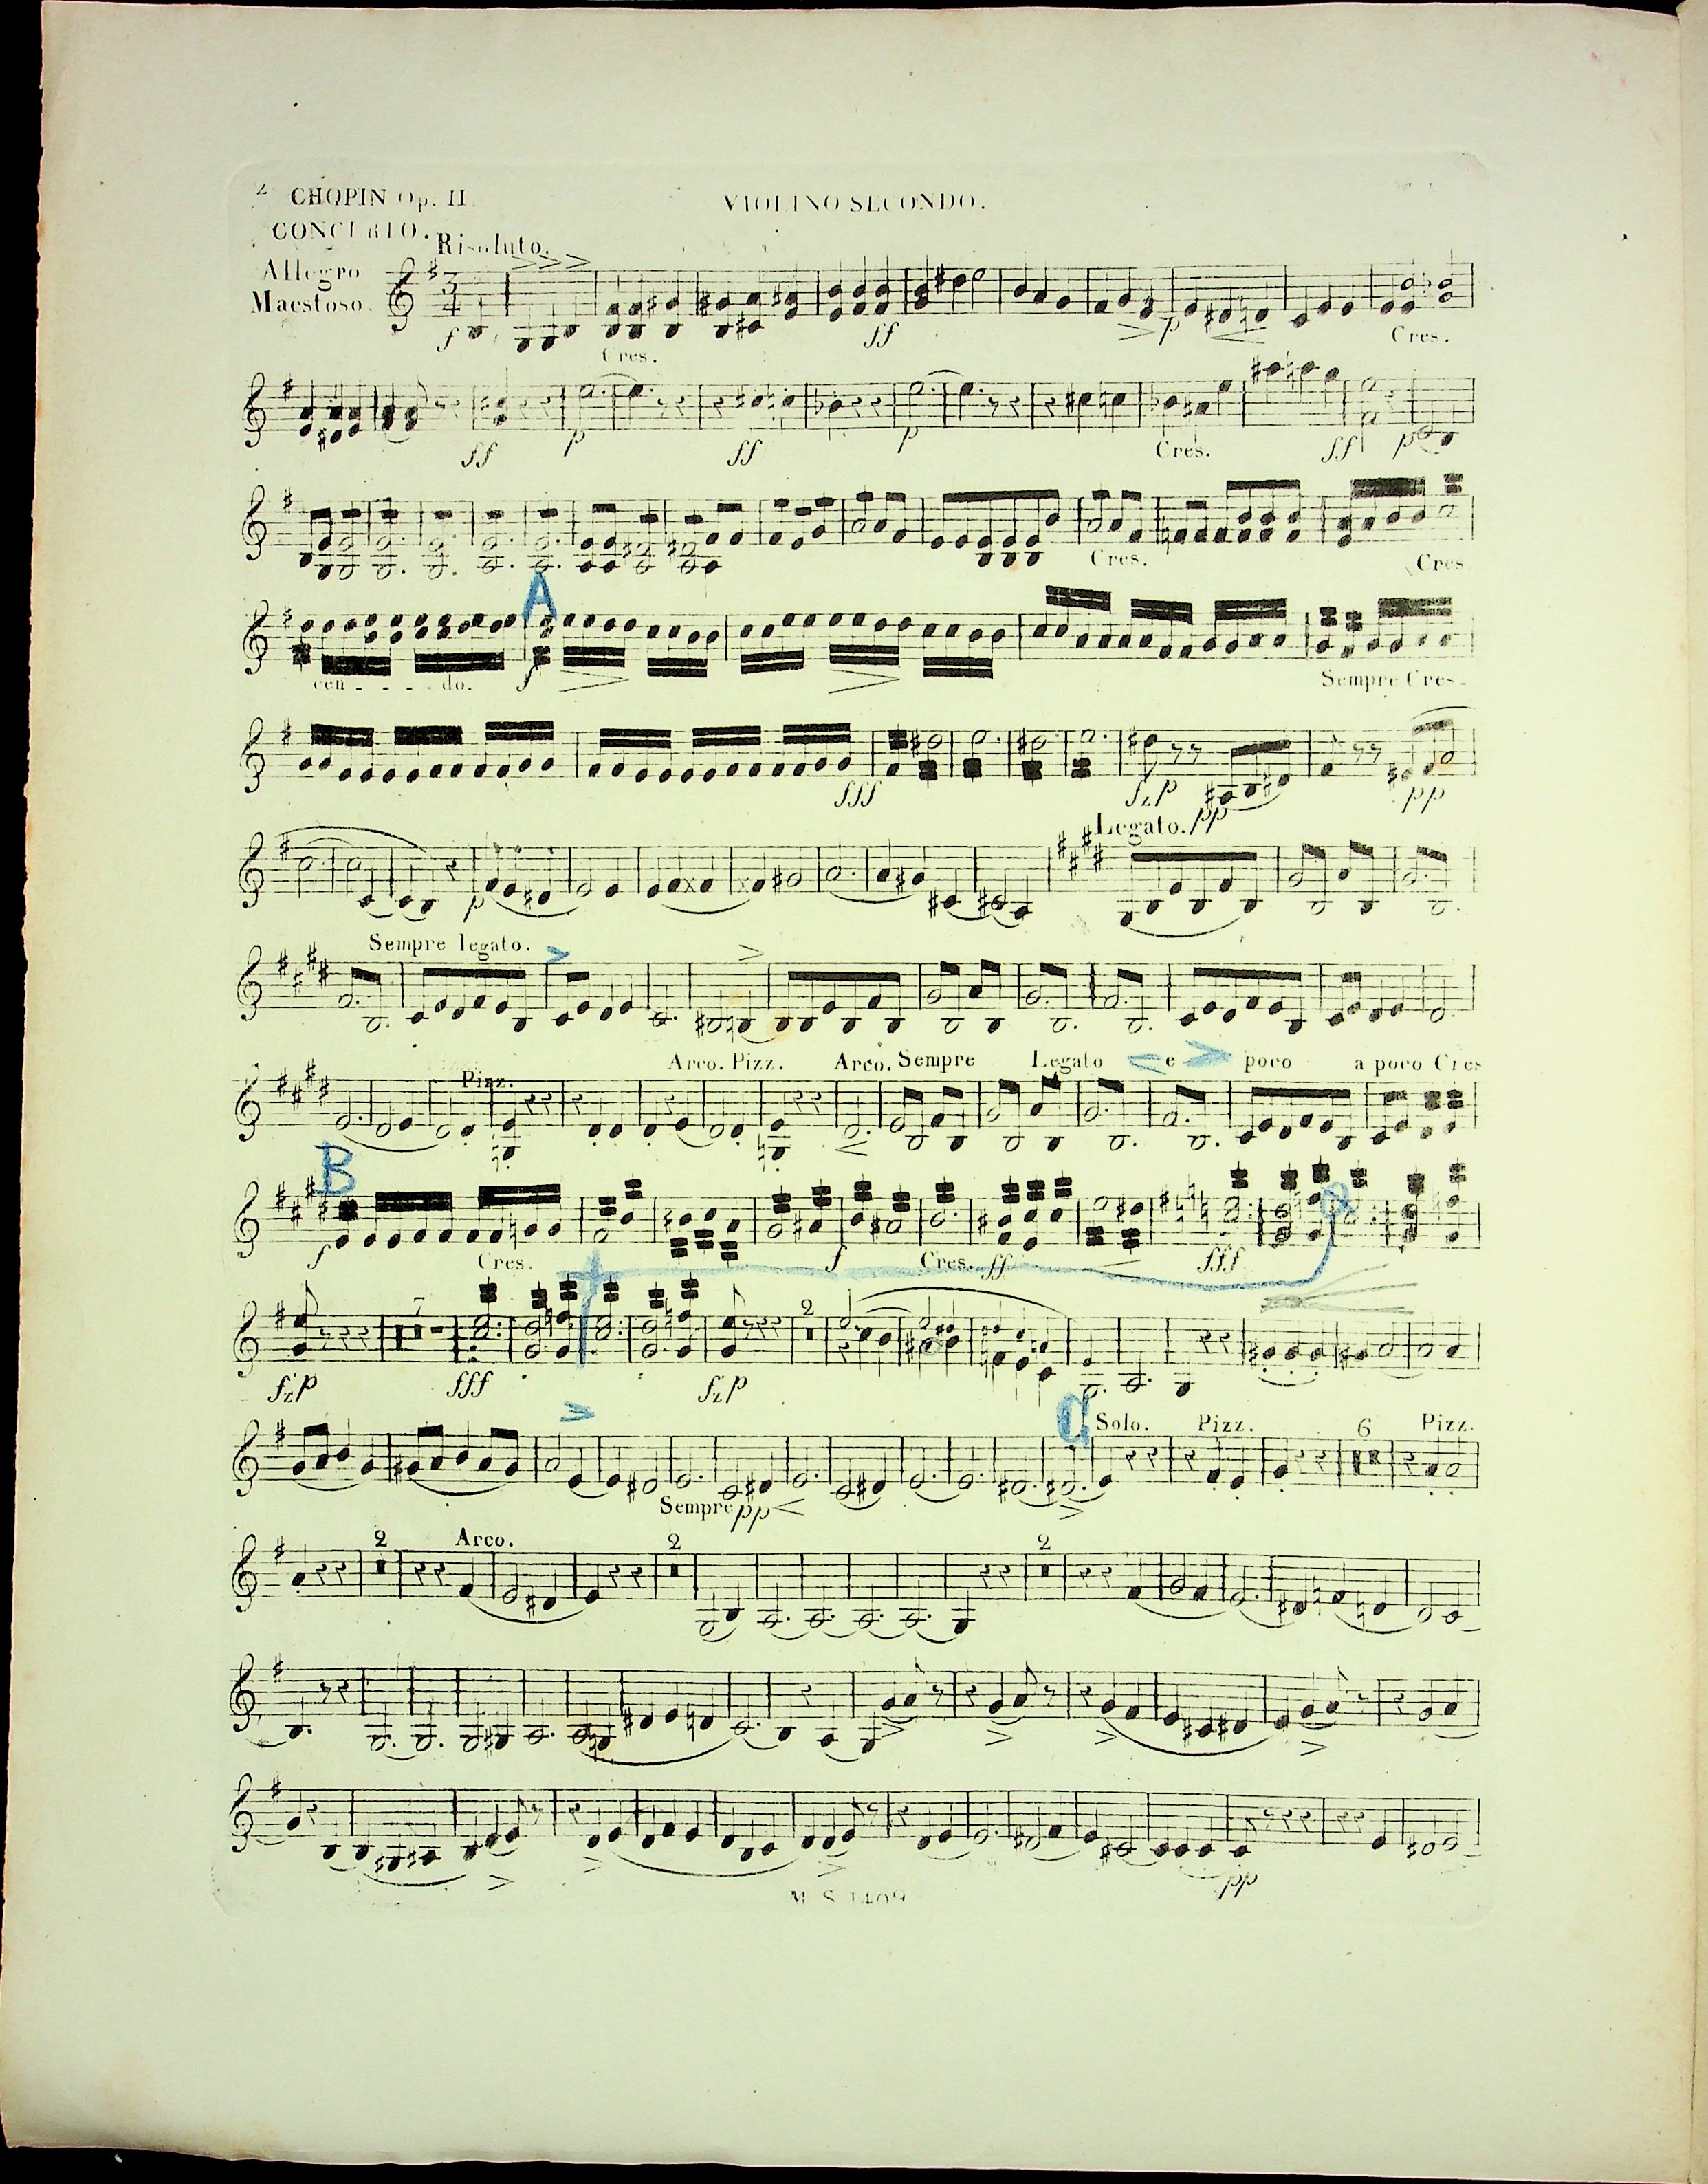 2 CHOPIN Op. II. VIOLINO SECONDO.
CONCERTO.
Risoluto.
Allegro
Maestoso.
3
4
f Cres. ff p Cres.
ff p ff p Cres. ff p
Cres. Cres
A
cen - - - - do. f Sempre Cres-
fff fzp pp pp
Legato.
p
Sempre legato.
Pizz. Arco. Pizz. Arco. Sempre Legato e poco a poco Cres
B
f Cres. f Cres. ff fff
7 2
fzp fff fzp
C Solo. Pizz. 6 Pizz.
Sempre pp
2 Arco. 2 2
pp
M. S. 1409